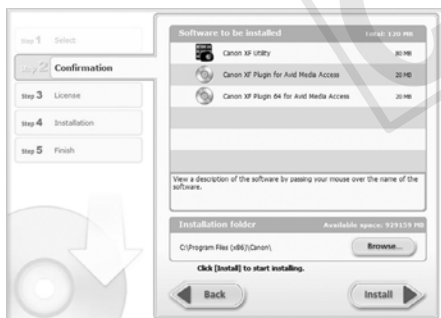 Step 1 Select
Step 2 Confirmation
Step 3 License
Step 4 Installation
Step 5 Finish
Software to be installed Total: 120 MB
Canon XF Utility 80 MB
Canon XF Plugin for Avid Media Access 20 MB
Canon XF Plugin 64 for Avid Media Access 20 MB
View a description of the software by passing your mouse over the name of the
software.
Installation folder Available space: 929159 MB
C:\Program Files (x86)\Canon\ Browse...
Click [Install] to start installing.
Back Install